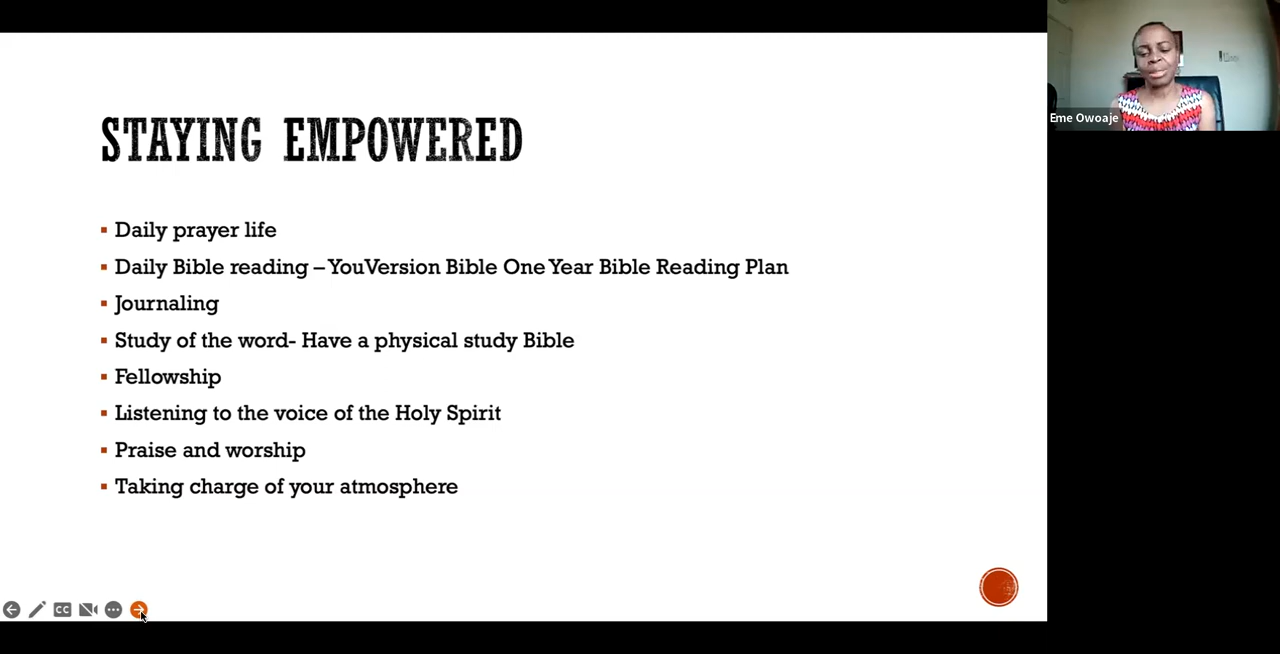 STAYING EMPOWERED
▪ Daily prayer life
▪ Daily Bible reading – YouVersion Bible One Year Bible Reading Plan
▪ Journaling
▪ Study of the word- Have a physical study Bible
▪ Fellowship
▪ Listening to the voice of the Holy Spirit
▪ Praise and worship
▪ Taking charge of your atmosphere
CC
Eme Owoaje